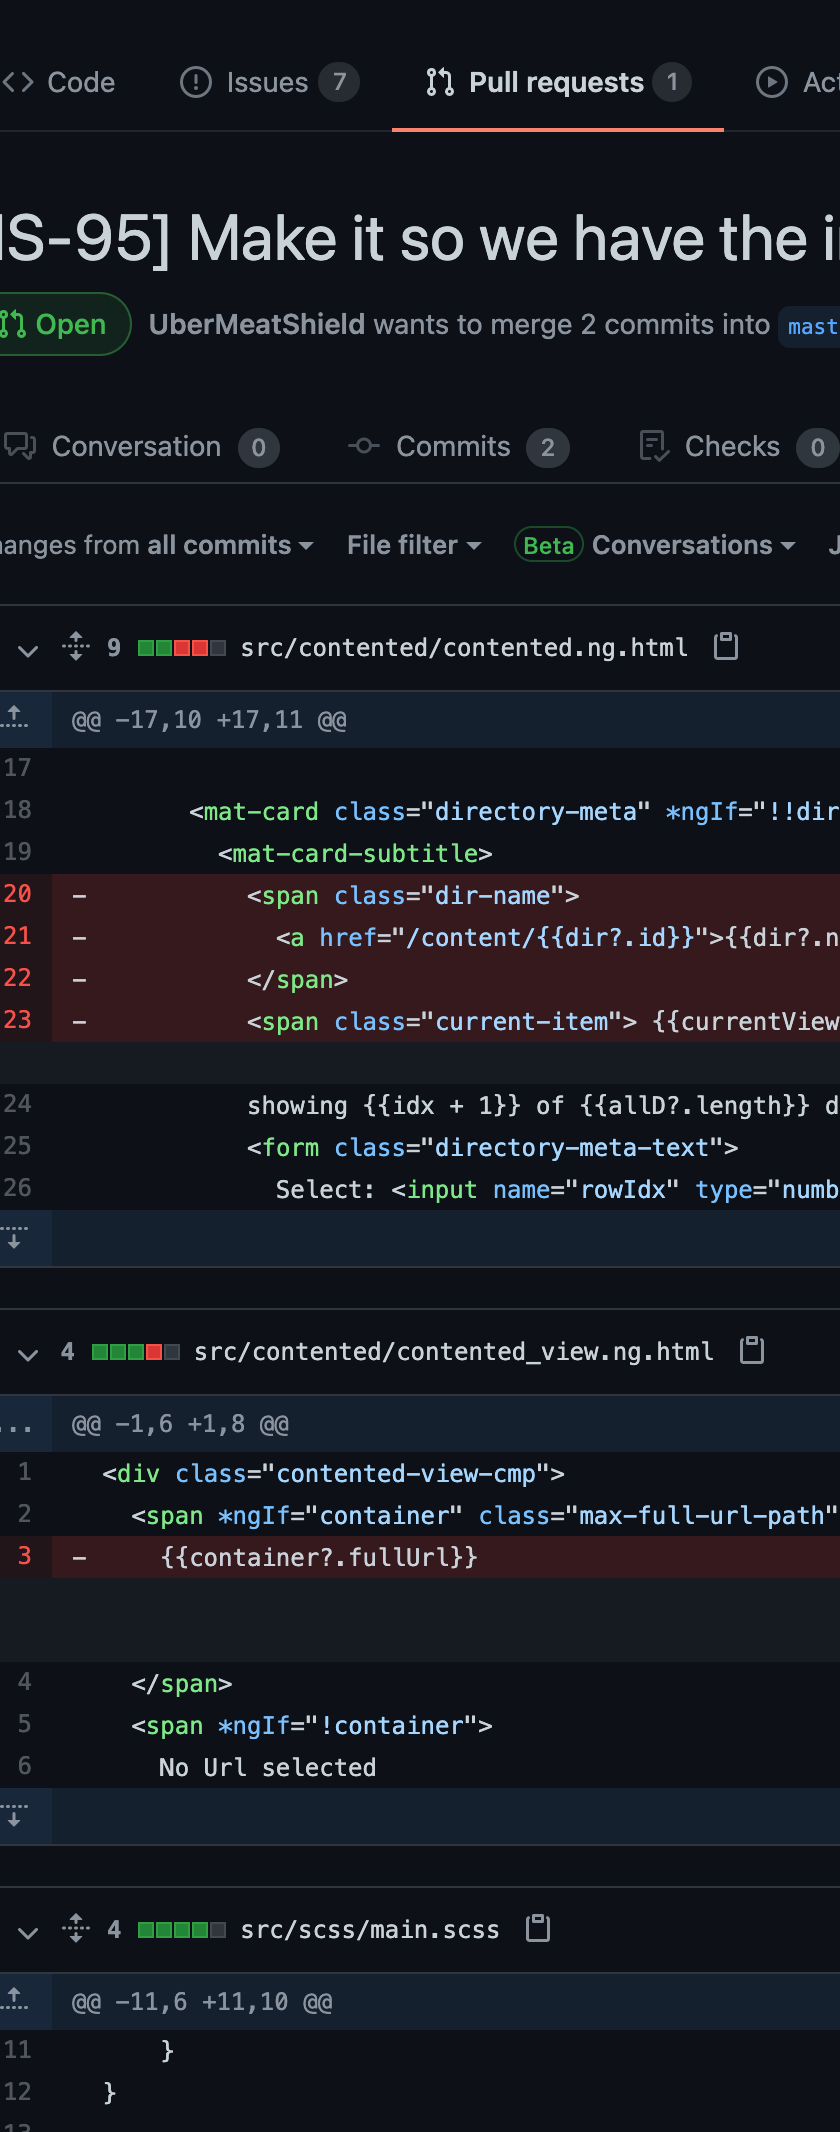 <> Code Issues 7 Pull requests 1 Act
IS-95] Make it so we have the i
Open UberMeatShield wants to merge 2 commits into mast
Conversation 0 Commits 2 Checks 0
anges from all commits File filter Beta Conversations J
9 src/contented/contented.ng.html
@@ -17,10 +17,11 @@
17
18 <mat-card class="directory-meta" *ngIf="!!dir
19 <mat-card-subtitle>
20 - <span class="dir-name">
21 - <a href="/content/{{dir?.id}}">{{dir?.n
22 - </span>
23 - <span class="current-item"> {{currentView
24 showing {{idx + 1}} of {{allD?.length}} d
25 <form class="directory-meta-text">
26 Select: <input name="rowIdx" type="numb
4 src/contented/contented_view.ng.html
... @@ -1,6 +1,8 @@
1 <div class="contented-view-cmp">
2 <span *ngIf="container" class="max-full-url-path"
3 - {{container?.fullUrl}}
4 </span>
5 <span *ngIf="!container">
6 No Url selected
4 src/scss/main.scss
@@ -11,6 +11,10 @@
11 }
12 }
13